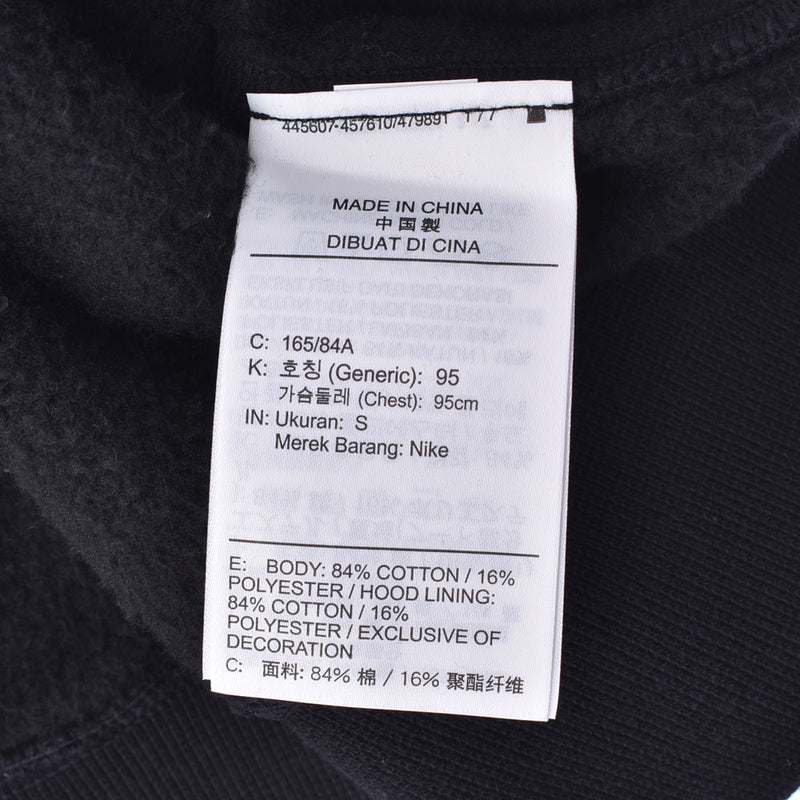 445607-457610/479891 1 / 7
MADE IN CHINA
中国製
DIBUAT DI CINA
C: 165/84A
K: 호칭 (Generic): 95
가슴둘레 (Chest): 95cm
IN: Ukuran: S
Merek Barang: Nike
E: BODY: 84% COTTON / 16%
POLYESTER / HOOD LINING:
84% COTTON / 16%
POLYESTER / EXCLUSIVE OF
DECORATION
C: 面料: 84% 棉 / 16% 聚酯纤维